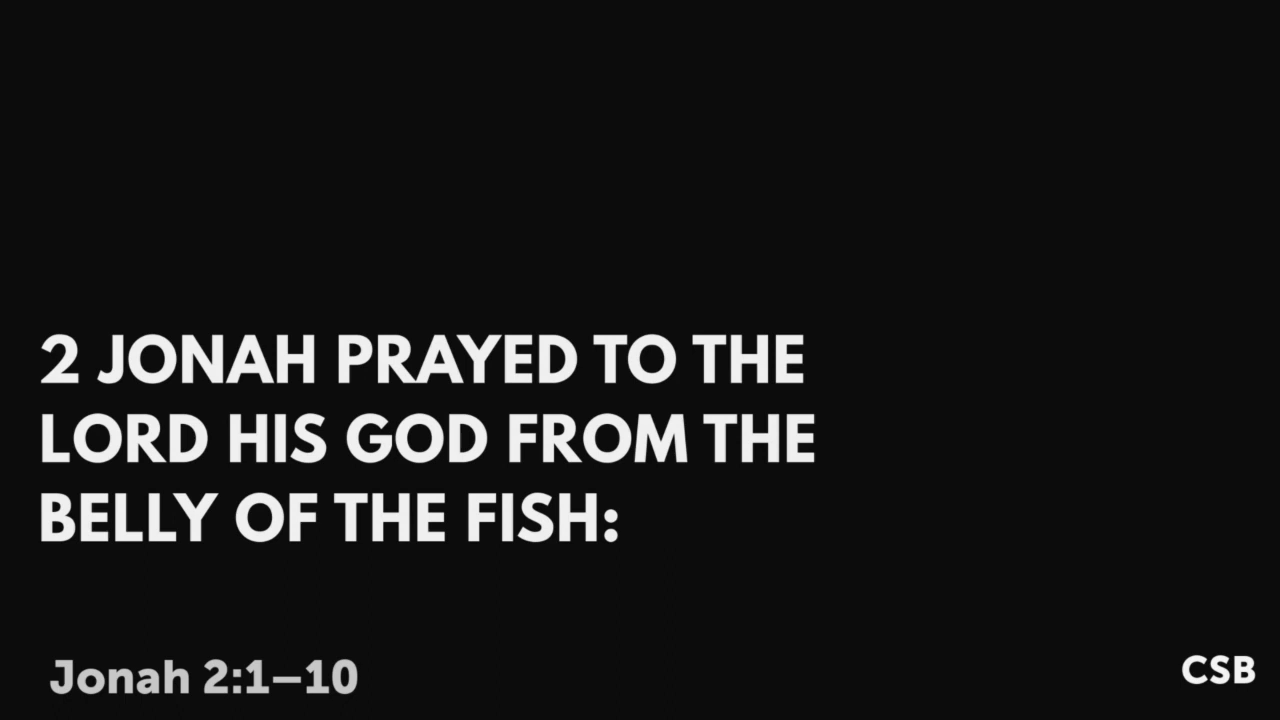 2 JONAH PRAYED TO THE
LORD HIS GOD FROM THE
BELLY OF THE FISH:
Jonah 2:1–10
CSB